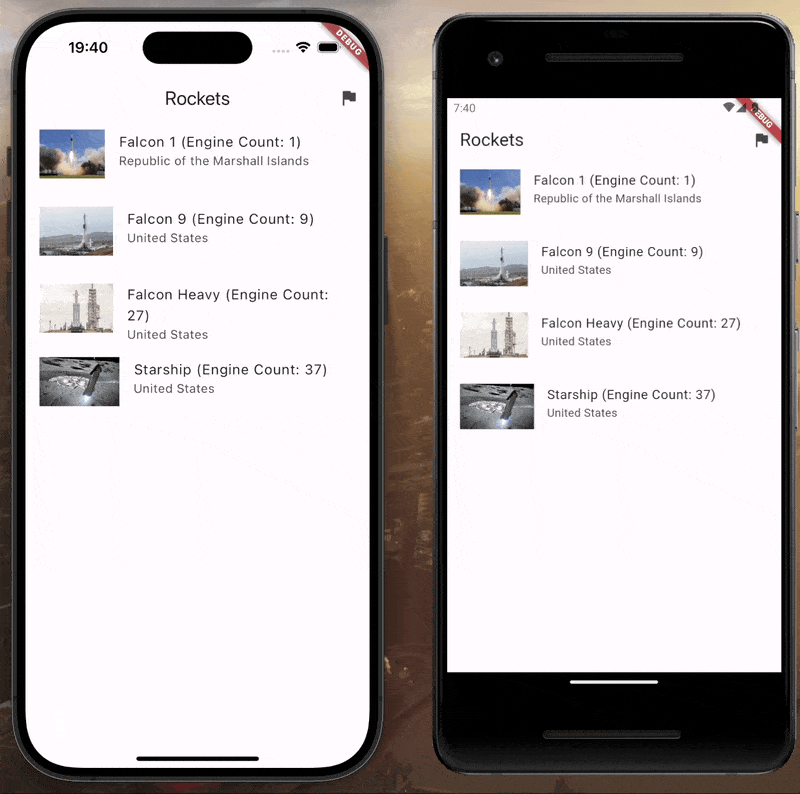 19:40
DEBUG
Rockets
Falcon 1 (Engine Count: 1)
Republic of the Marshall Islands
Falcon 9 (Engine Count: 9)
United States
Falcon Heavy (Engine Count:
27)
United States
Starship (Engine Count: 37)
United States
7:40
DEBUG
Rockets
Falcon 1 (Engine Count: 1)
Republic of the Marshall Islands
Falcon 9 (Engine Count: 9)
United States
Falcon Heavy (Engine Count: 27)
United States
Starship (Engine Count: 37)
United States